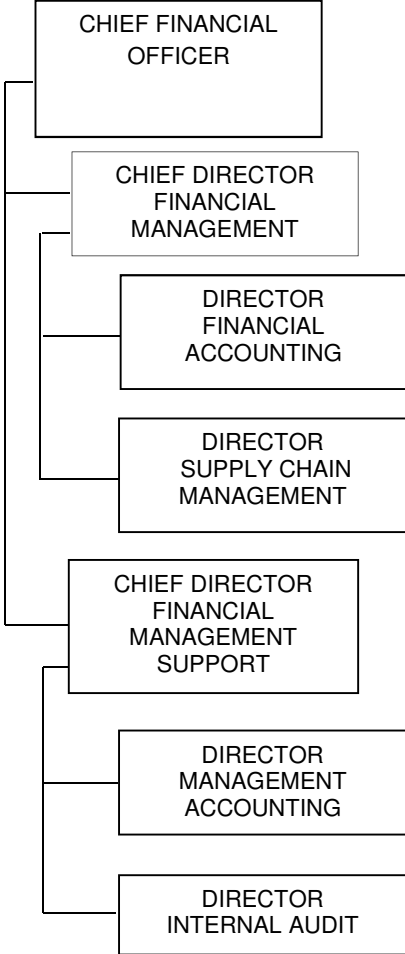 CHIEF FINANCIAL
OFFICER
CHIEF DIRECTOR
FINANCIAL
MANAGEMENT
DIRECTOR
FINANCIAL
ACCOUNTING
DIRECTOR
SUPPLY CHAIN
MANAGEMENT
CHIEF DIRECTOR
FINANCIAL
MANAGEMENT
SUPPORT
DIRECTOR
MANAGEMENT
ACCOUNTING
DIRECTOR
INTERNAL AUDIT